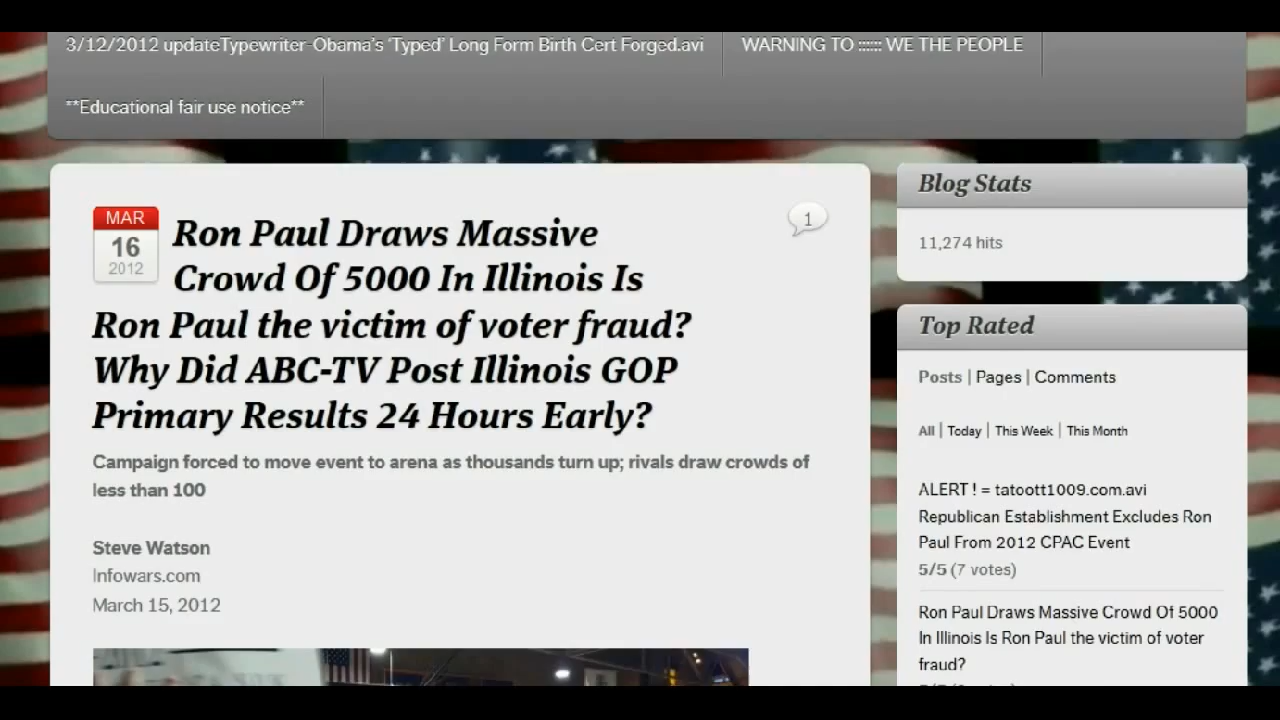 3/12/2012 updateTypewriter-Obama's 'Typed' Long Form Birth Cert Forged.avi
WARNING TO :::::: WE THE PEOPLE
**Educational fair use notice**
MAR
16
2012
Ron Paul Draws Massive
Crowd Of 5000 In Illinois Is
Ron Paul the victim of voter fraud?
Why Did ABC-TV Post Illinois GOP
Primary Results 24 Hours Early?
1
Campaign forced to move event to arena as thousands turn up; rivals draw crowds of
less than 100
Steve Watson
Infowars.com
March 15, 2012
Blog Stats
11,274 hits
Top Rated
Posts | Pages | Comments
All | Today | This Week | This Month
ALERT ! = tatoott1009.com.avi
Republican Establishment Excludes Ron
Paul From 2012 CPAC Event
5/5 (7 votes)
Ron Paul Draws Massive Crowd Of 5000
In Illinois Is Ron Paul the victim of voter
fraud?